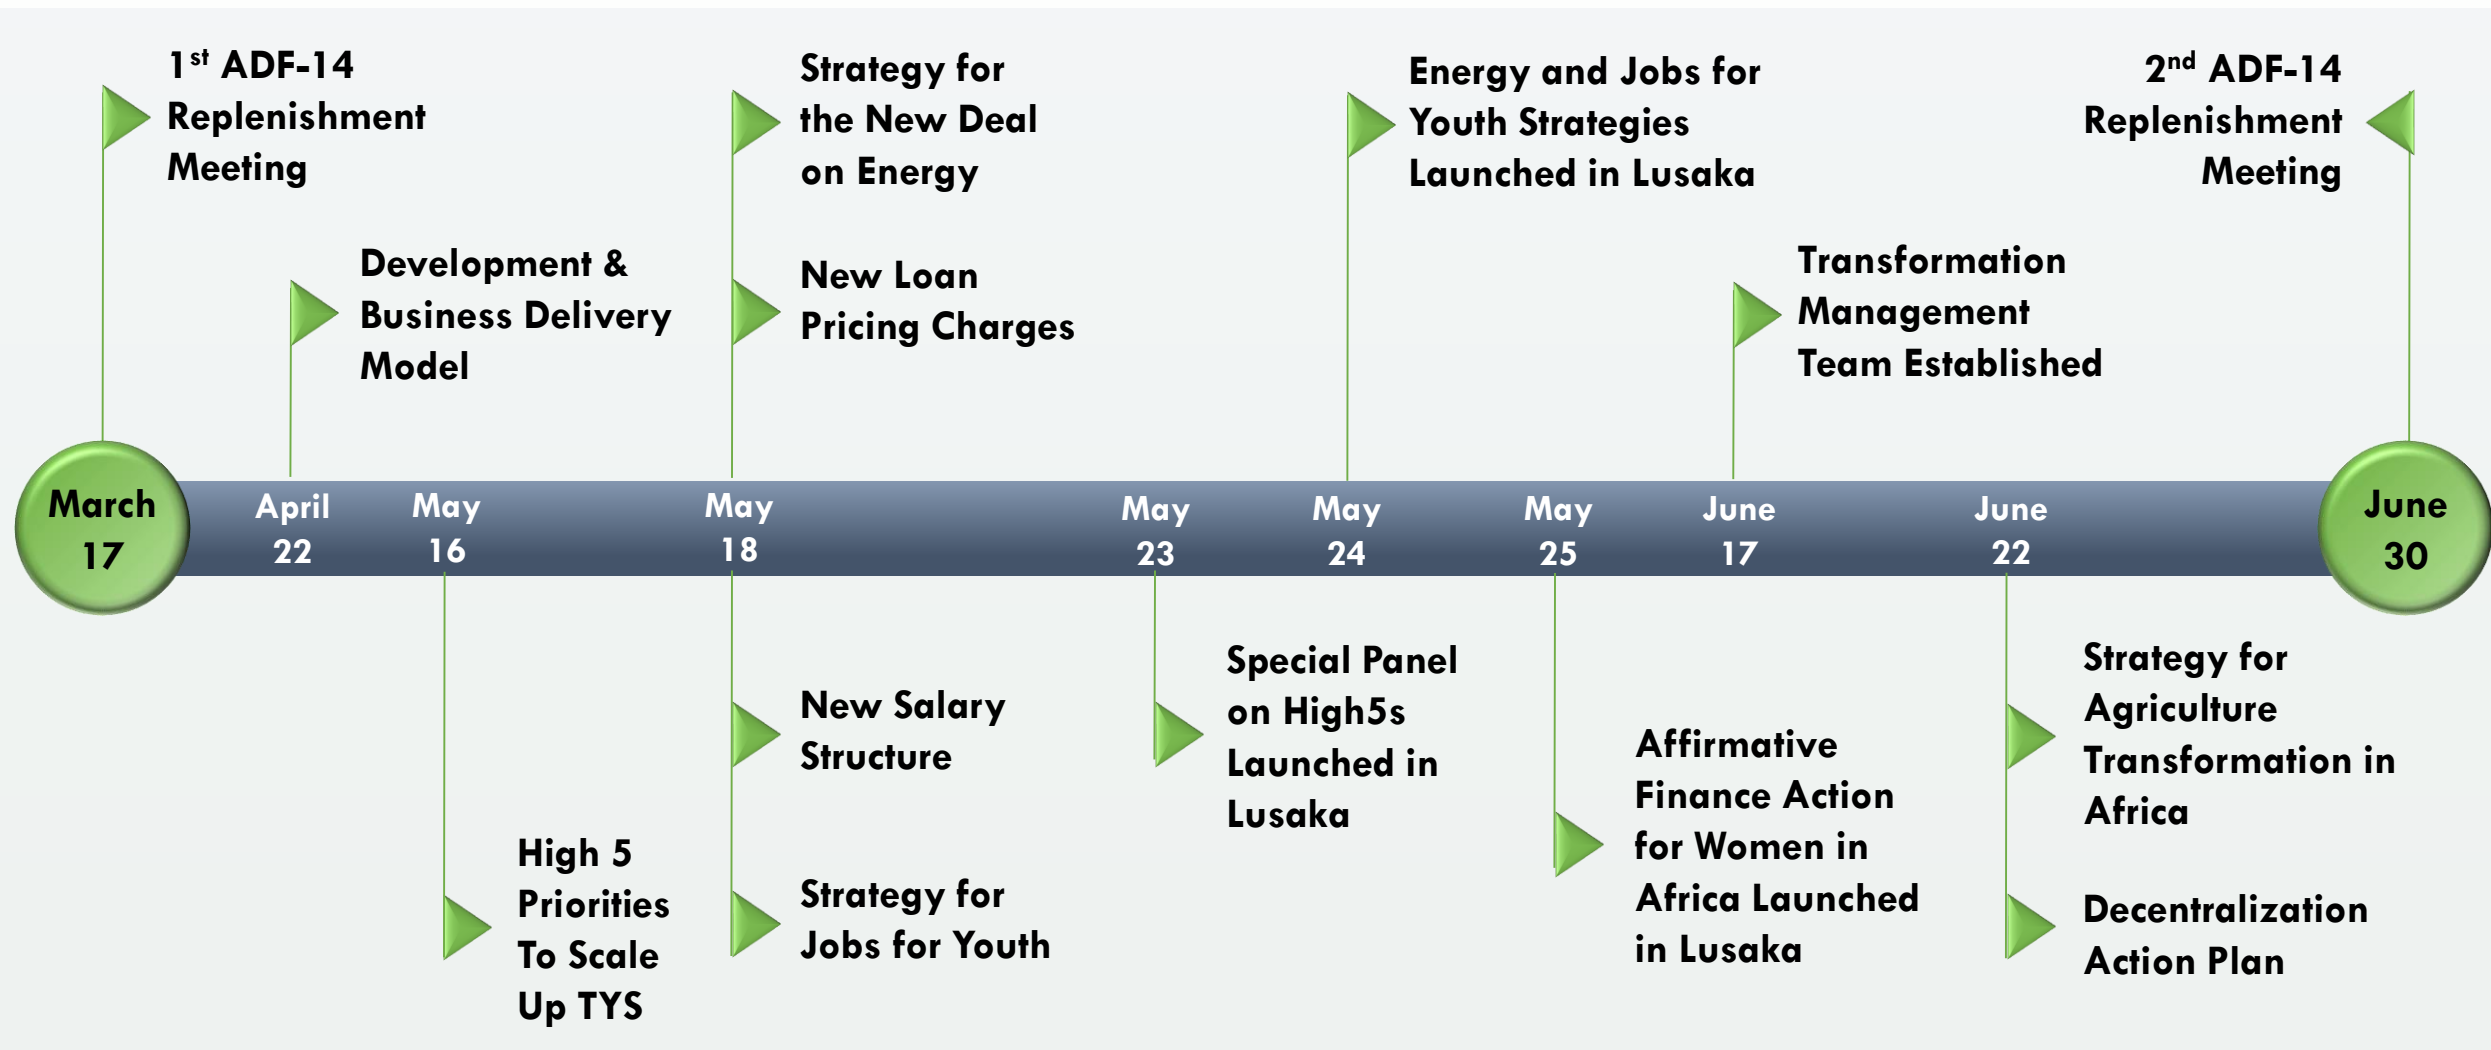 1st ADF-14
Replenishment
Meeting
Development &
Business Delivery
Model
Strategy for
the New Deal
on Energy
New Loan
Pricing Charges
Energy and Jobs for
Youth Strategies
Launched in Lusaka
Transformation
Management
Team Established
2nd ADF-14
Replenishment
Meeting
March
17
April
22
May
16
May
18
May
23
May
24
May
25
June
17
June
22
June
30
High 5
Priorities
To Scale
Up TYS
New Salary
Structure
Strategy for
Jobs for Youth
Special Panel
on High5s
Launched in
Lusaka
Affirmative
Finance Action
for Women in
Africa Launched
in Lusaka
Strategy for
Agriculture
Transformation in
Africa
Decentralization
Action Plan